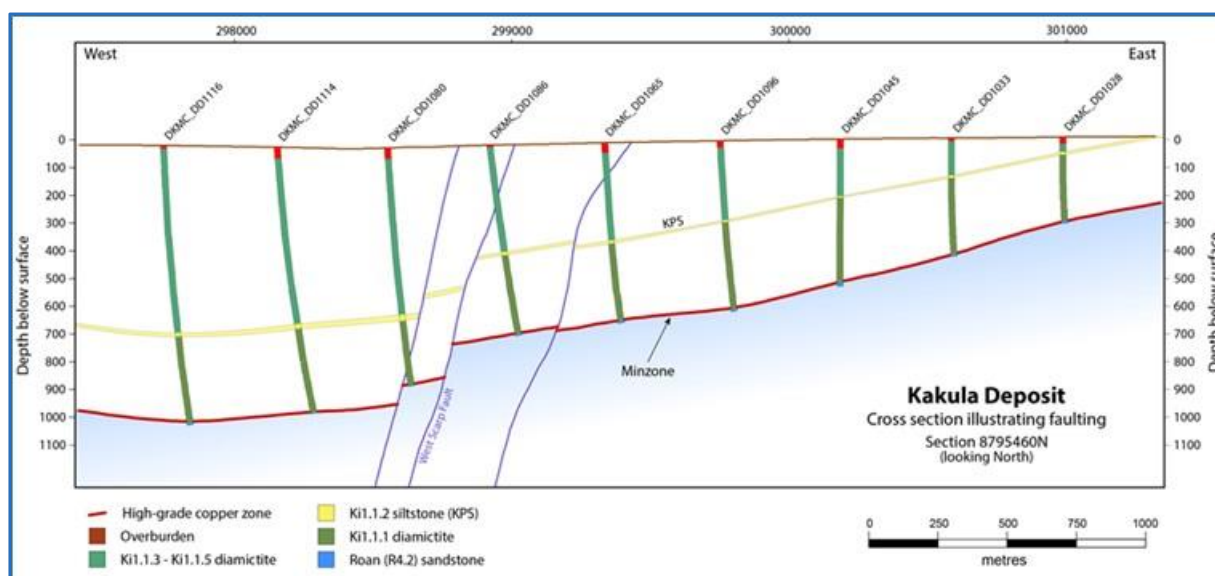 298000 299000 300000 301000
West East
DKMC_DD1116 DKMC_DD1114 DKMC_DD1080 DKMC_DD1086 DKMC_DD1065 DKMC_DD1096 DKMC_DD1045 DKMC_DD1033 DKMC_DD1028
0 0
100 100
200 200
300 300
400 400
500 500
600 600
700 700
800 800
900 900
1000 1000
1100 1100
Depth below surface
Depth below surface
KPS
Minzone
West Scarp Fault
Kakula Deposit
Cross section illustrating faulting
Section 8795460N
(looking North)
High-grade copper zone
Overburden
Ki1.1.3 - Ki1.1.5 diamictite
Ki1.1.2 siltstone (KPS)
Ki1.1.1 diamictite
Roan (R4.2) sandstone
0 250 500 750 1000
metres